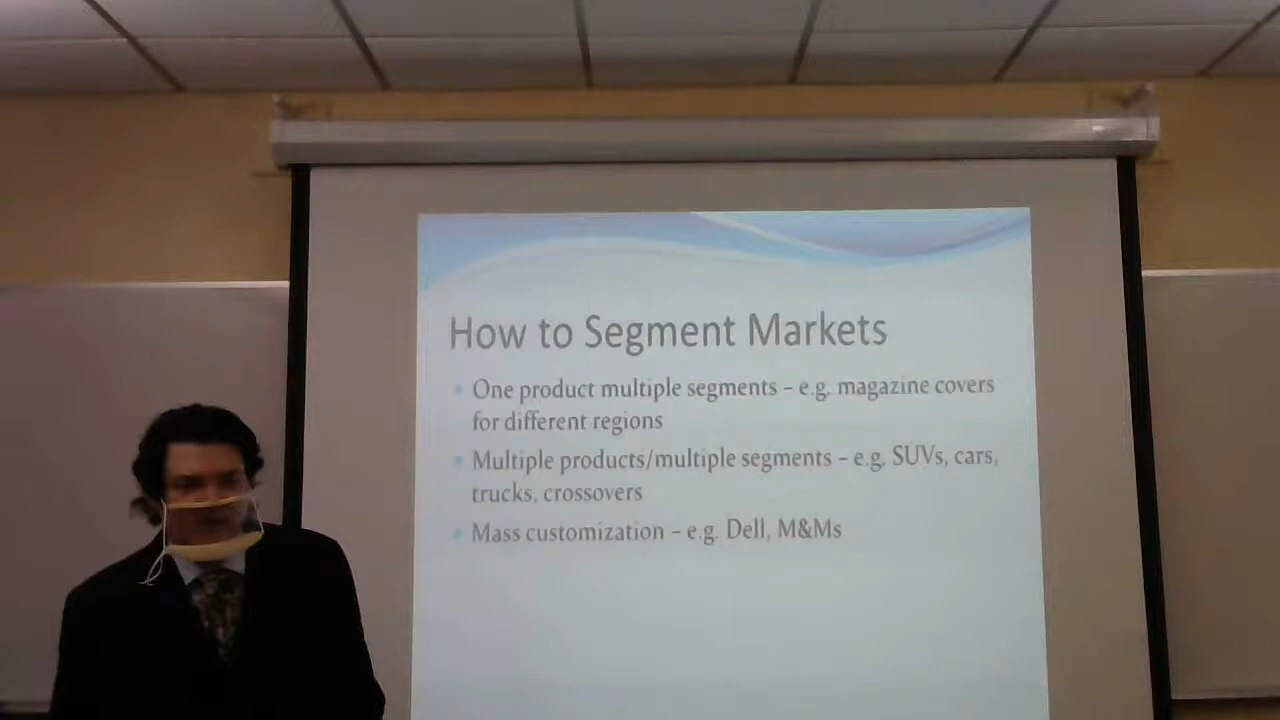 How to Segment Markets
One product multiple segments – e.g. magazine covers
for different regions
Multiple products/multiple segments – e.g. SUVs, cars,
trucks, crossovers
Mass customization – e.g. Dell, M&Ms